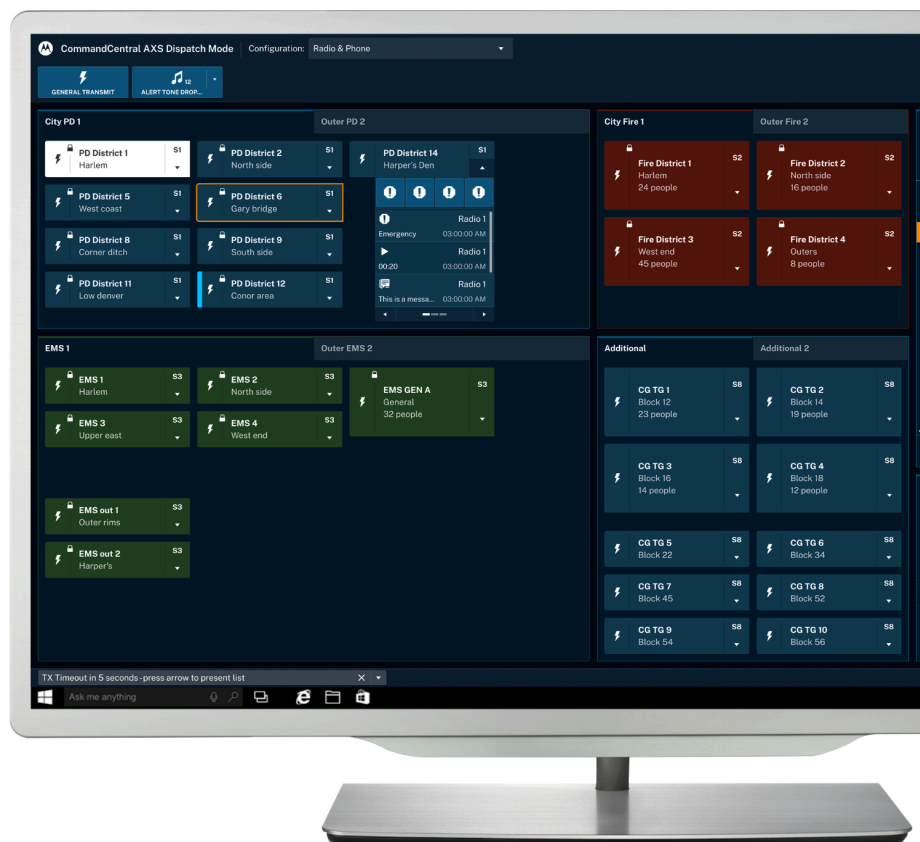 CommandCentral AXS Dispatch Mode
Configuration:
Radio & Phone
GENERAL TRANSMIT
12
ALERT TONE DROP...
City PD 1
Outer PD 2
PD District 1
S1
Harlem
PD District 2
S1
North side
PD District 14
S1
Harper's Den
PD District 5
S1
West coast
PD District 6
S1
Gary bridge
PD District 8
S1
Corner ditch
PD District 9
S1
South side
PD District 11
S1
Low denver
PD District 12
S1
Conor area
Radio 1
Emergency
03:00:00 AM
Radio 1
00:20
03:00:00 AM
Radio 1
This is a messa...
03:00:00 AM
City Fire 1
Outer Fire 2
Fire District 1
S2
Harlem
24 people
Fire District 2
S2
North side
16 people
Fire District 3
S2
West end
45 people
Fire District 4
S2
Outers
8 people
EMS 1
Outer EMS 2
EMS 1
S3
Harlem
EMS 2
S3
North side
EMS GEN A
S3
General
32 people
EMS 3
S3
Upper east
EMS 4
S3
West end
EMS out 1
S3
Outer rims
EMS out 2
S3
Harper's
Additional
Additional 2
CG TG 1
S8
Block 12
23 people
CG TG 2
S8
Block 14
19 people
CG TG 3
S8
Block 16
14 people
CG TG 4
S8
Block 18
12 people
CG TG 5
S8
Block 22
CG TG 6
S8
Block 34
CG TG 7
S8
Block 45
CG TG 8
S8
Block 52
CG TG 9
S8
Block 54
CG TG 10
S8
Block 56
TX Timeout in 5 seconds-press arrow to present list
Ask me anything